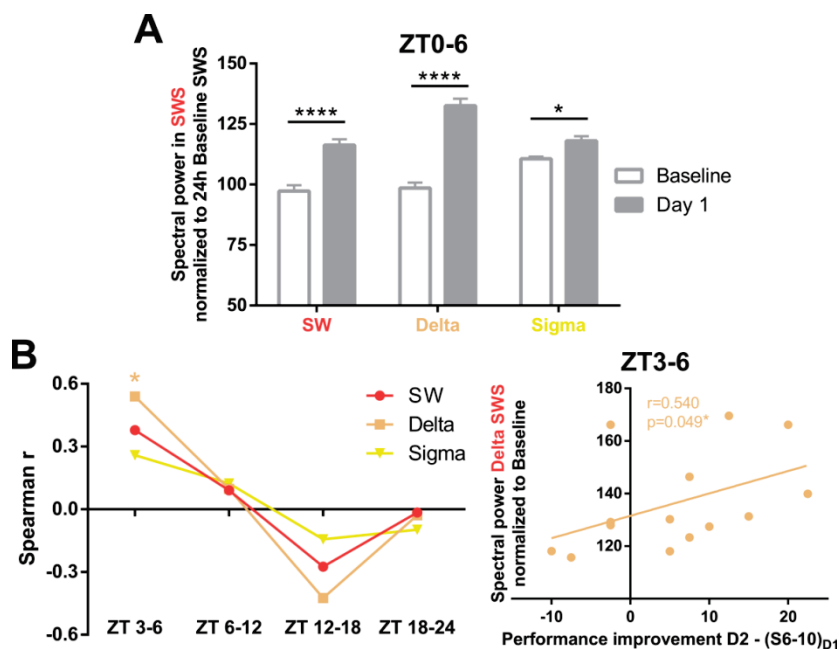 A
ZT0-6
Spectral power in SWS
normalized to 24h Baseline SWS
150
125
100
75
50
****
****
*
SW
Delta
Sigma
Baseline
Day 1
B
Spearman r
0.6
0.3
0.0
-0.3
-0.6
*
SW
Delta
Sigma
ZT 3-6
ZT 6-12
ZT 12-18
ZT 18-24
ZT3-6
Spectral power Delta SWS
normalized to Baseline
180
160
140
120
r=0.540
p=0.049*
-10
0
10
20
Performance improvement D2 - (S6-10)D1